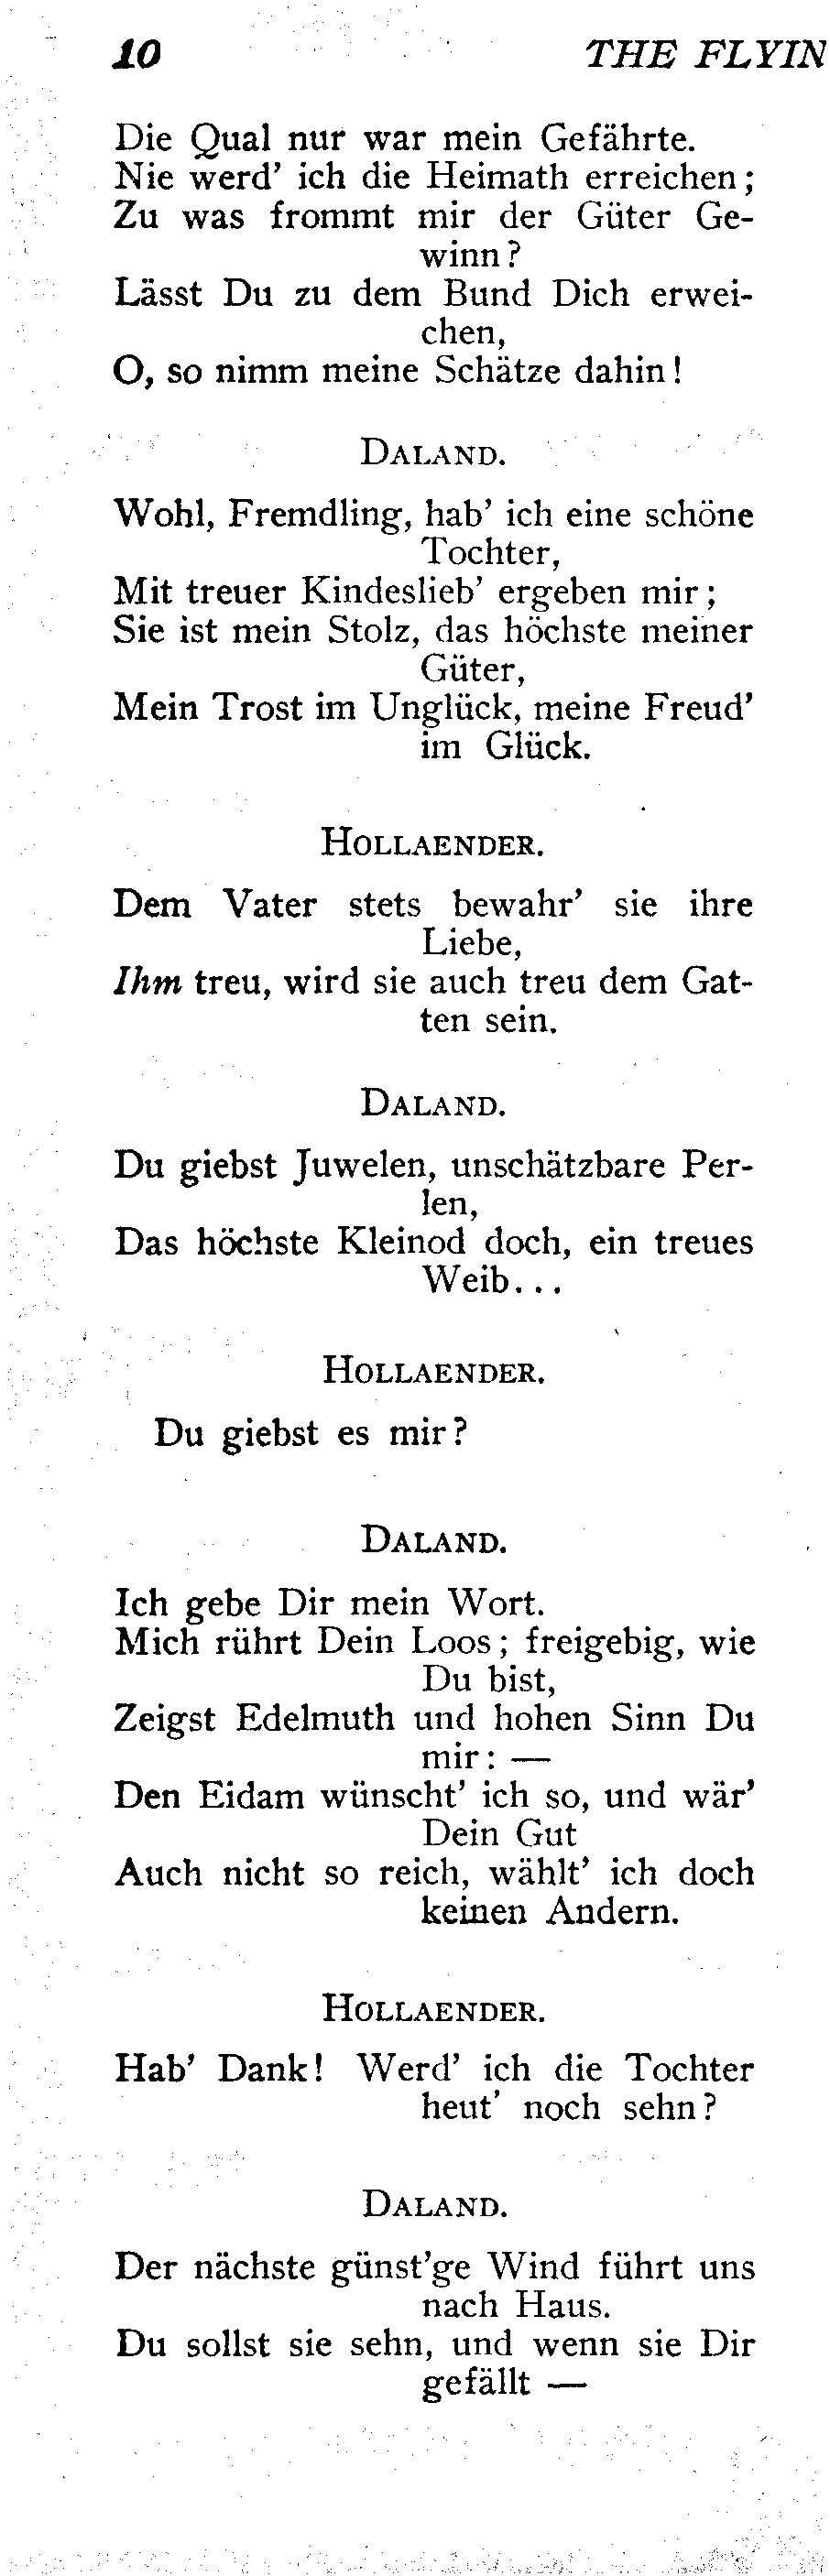 10 THE FLYIN
Die Qual nur war mein Gefährte.
Nie werd' ich die Heimath erreichen;
Zu was frommt mir der Güter Ge-
winn?
Lässt Du zu dem Bund Dich erwei-
chen,
O, so nimm meine Schätze dahin!
DALAND.
Wohl, Fremdling, hab' ich eine schöne
Tochter,
Mit treuer Kindeslieb' ergeben mir;
Sie ist mein Stolz, das höchste meiner
Güter,
Mein Trost im Unglück, meine Freud'
im Glück.
HOLLAENDER.
Dem Vater stets bewahr' sie ihre
Liebe,
Ihm treu, wird sie auch treu dem Gat-
ten sein.
DALAND.
Du giebst Juwelen, unschätzbare Per-
len,
Das höchste Kleinod doch, ein treues
Weib...
HOLLAENDER.
Du giebst es mir?
DALAND.
Ich gebe Dir mein Wort.
Mich rührt Dein Loos; freigebig, wie
Du bist,
Zeigst Edelmuth und hohen Sinn Du
mir: —
Den Eidam wünscht' ich so, und wär'
Dein Gut
Auch nicht so reich, wählt' ich doch
keinen Andern.
HOLLAENDER.
Hab' Dank! Werd' ich die Tochter
heut' noch sehn?
DALAND.
Der nächste günst'ge Wind führt uns
nach Haus.
Du sollst sie sehn, und wenn sie Dir
gefällt —